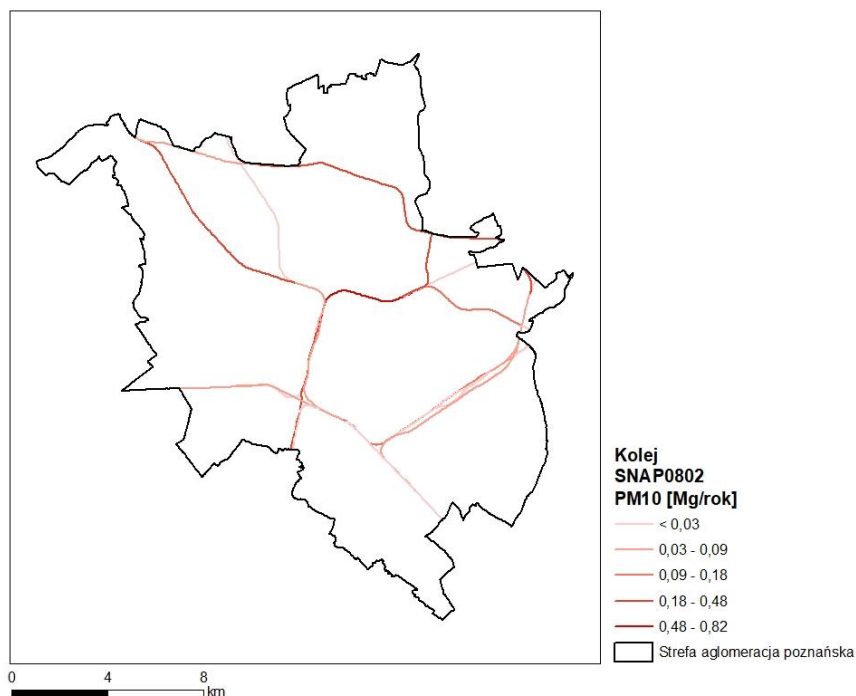 Kolej
SNAP0802
PM10 [Mg/rok]
< 0,03
0,03 - 0,09
0,09 - 0,18
0,18 - 0,48
0,48 - 0,82
Strefa aglomeracja poznańska
0 4 8
km